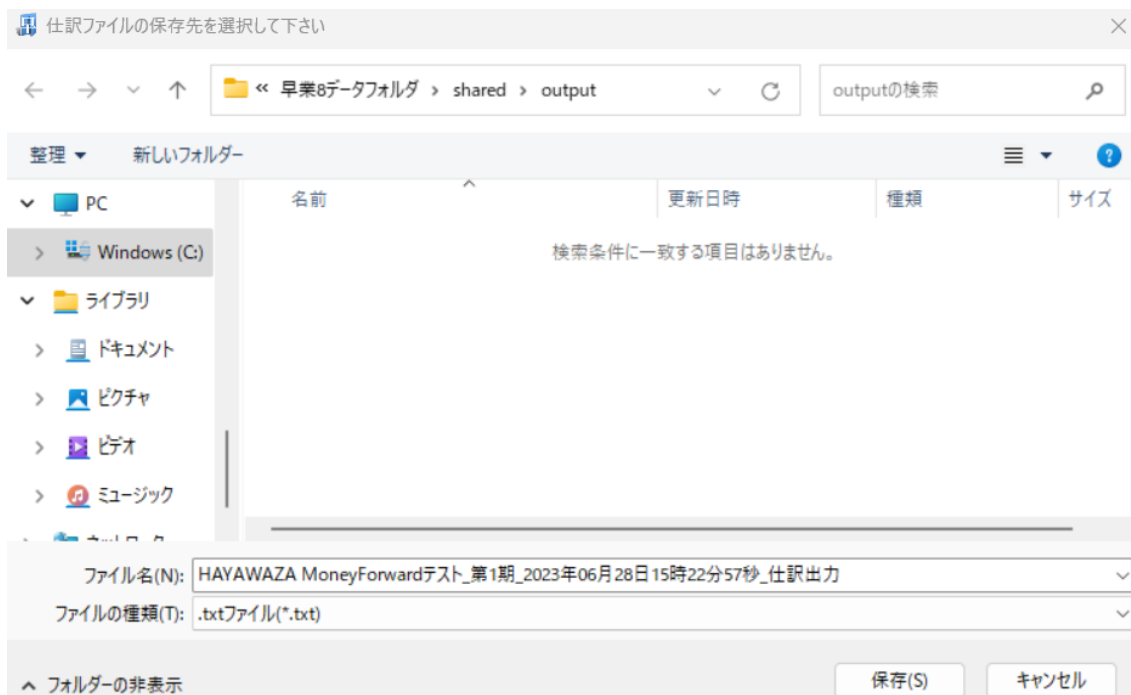 仕訳ファイルの保存先を選択して下さい
« 早業8データフォルダ › shared › output
outputの検索
整理 新しいフォルダー
名前 更新日時 種類 サイズ
PC
Windows (C:)
検索条件に一致する項目はありません。
ライブラリ
ドキュメント
ピクチャ
ビデオ
ミュージック
ファイル名(N): HAYAWAZA MoneyForwardテスト_第1期_2023年06月28日15時22分57秒_仕訳出力
ファイルの種類(T): .txtファイル(*.txt)
フォルダーの非表示 保存(S) キャンセル